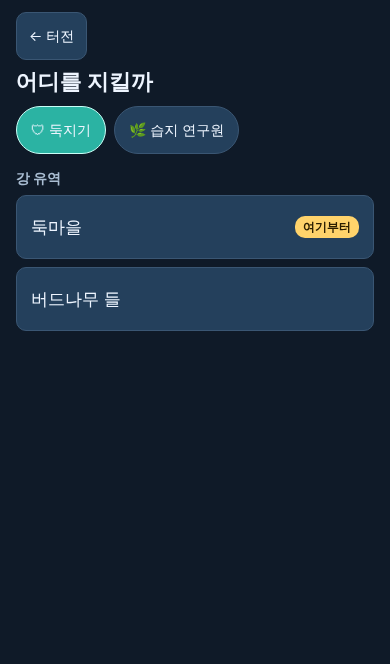 ← 터전
어디를 지킬까
🛡 둑지기
🌿 습지 연구원
강 유역
둑마을
여기부터
버드나무 들